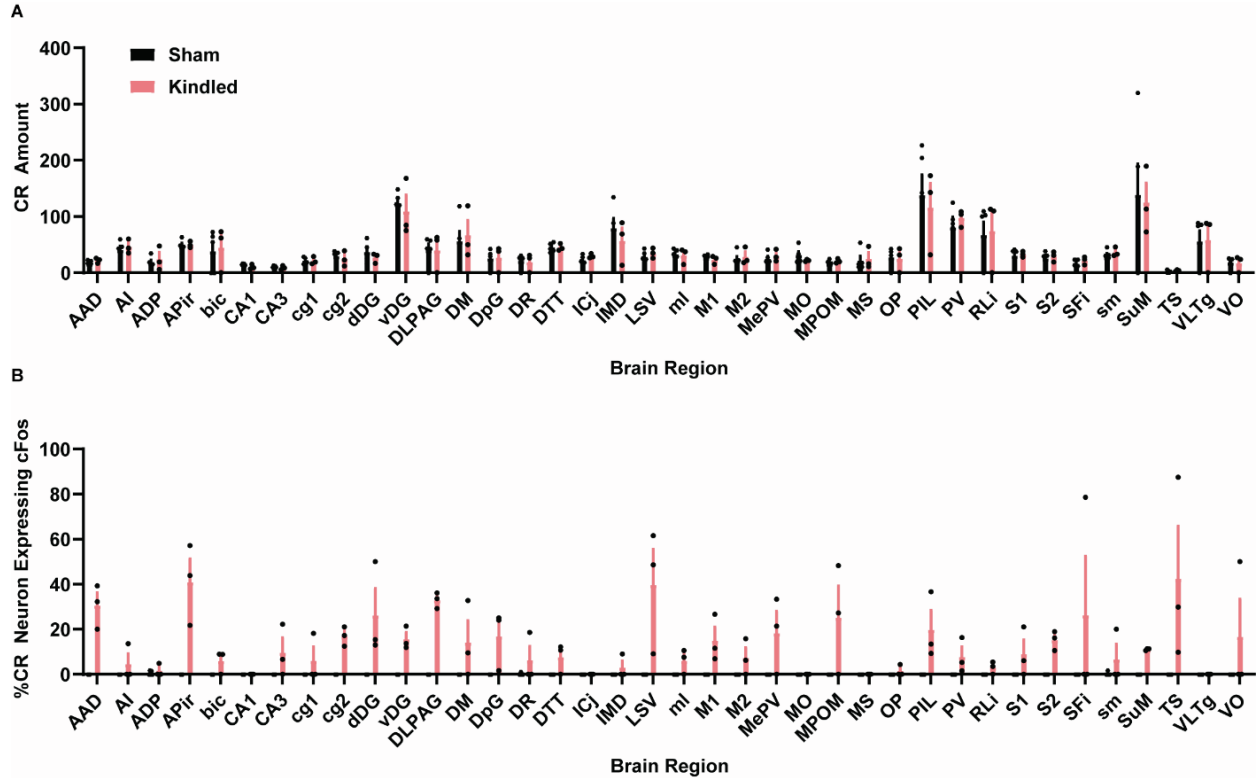 A
CR Amount
400
300
200
100
0
Sham
Kindled
AAD AI ADP APir bic CA1 CA3 cg1 cg2 dDG vDG DLPAG DM DpG DR DTT ICj IMD LSV ml M1 M2 MePV MO MPOM MS OP PIL PV RLi S1 S2 SFi sm SuM TS VLTg VO
Brain Region
B
%CR Neuron Expressing cFos
100
80
60
40
20
0
AAD AI ADP APir bic CA1 CA3 cg1 cg2 dDG vDG DLPAG DM DpG DR DTT ICj IMD LSV ml M1 M2 MePV MO MPOM MS OP PIL PV RLi S1 S2 SFi sm SuM TS VLTg VO
Brain Region